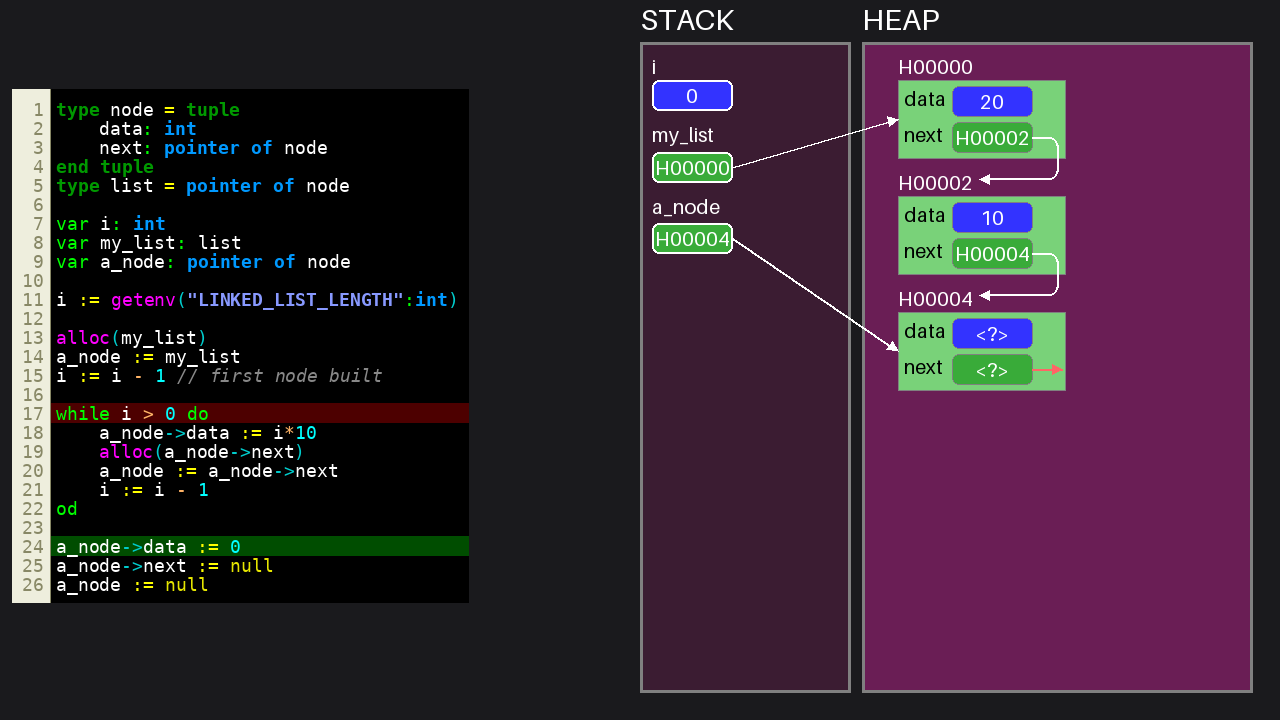 1 type node = tuple
2     data: int
3     next: pointer of node
4 end tuple
5 type list = pointer of node
6
7 var i: int
8 var my_list: list
9 var a_node: pointer of node
10
11 i := getenv("LINKED_LIST_LENGTH":int)
12
13 alloc(my_list)
14 a_node := my_list
15 i := i - 1 // first node built
16
17 while i > 0 do
18     a_node->data := i*10
19     alloc(a_node->next)
20     a_node := a_node->next
21     i := i - 1
22 od
23
24 a_node->data := 0
25 a_node->next := null
26 a_node := null
STACK
i
0
my_list
H00000
a_node
H00004
HEAP
H00000
data 20
next H00002
H00002
data 10
next H00004
H00004
data <?>
next <?>